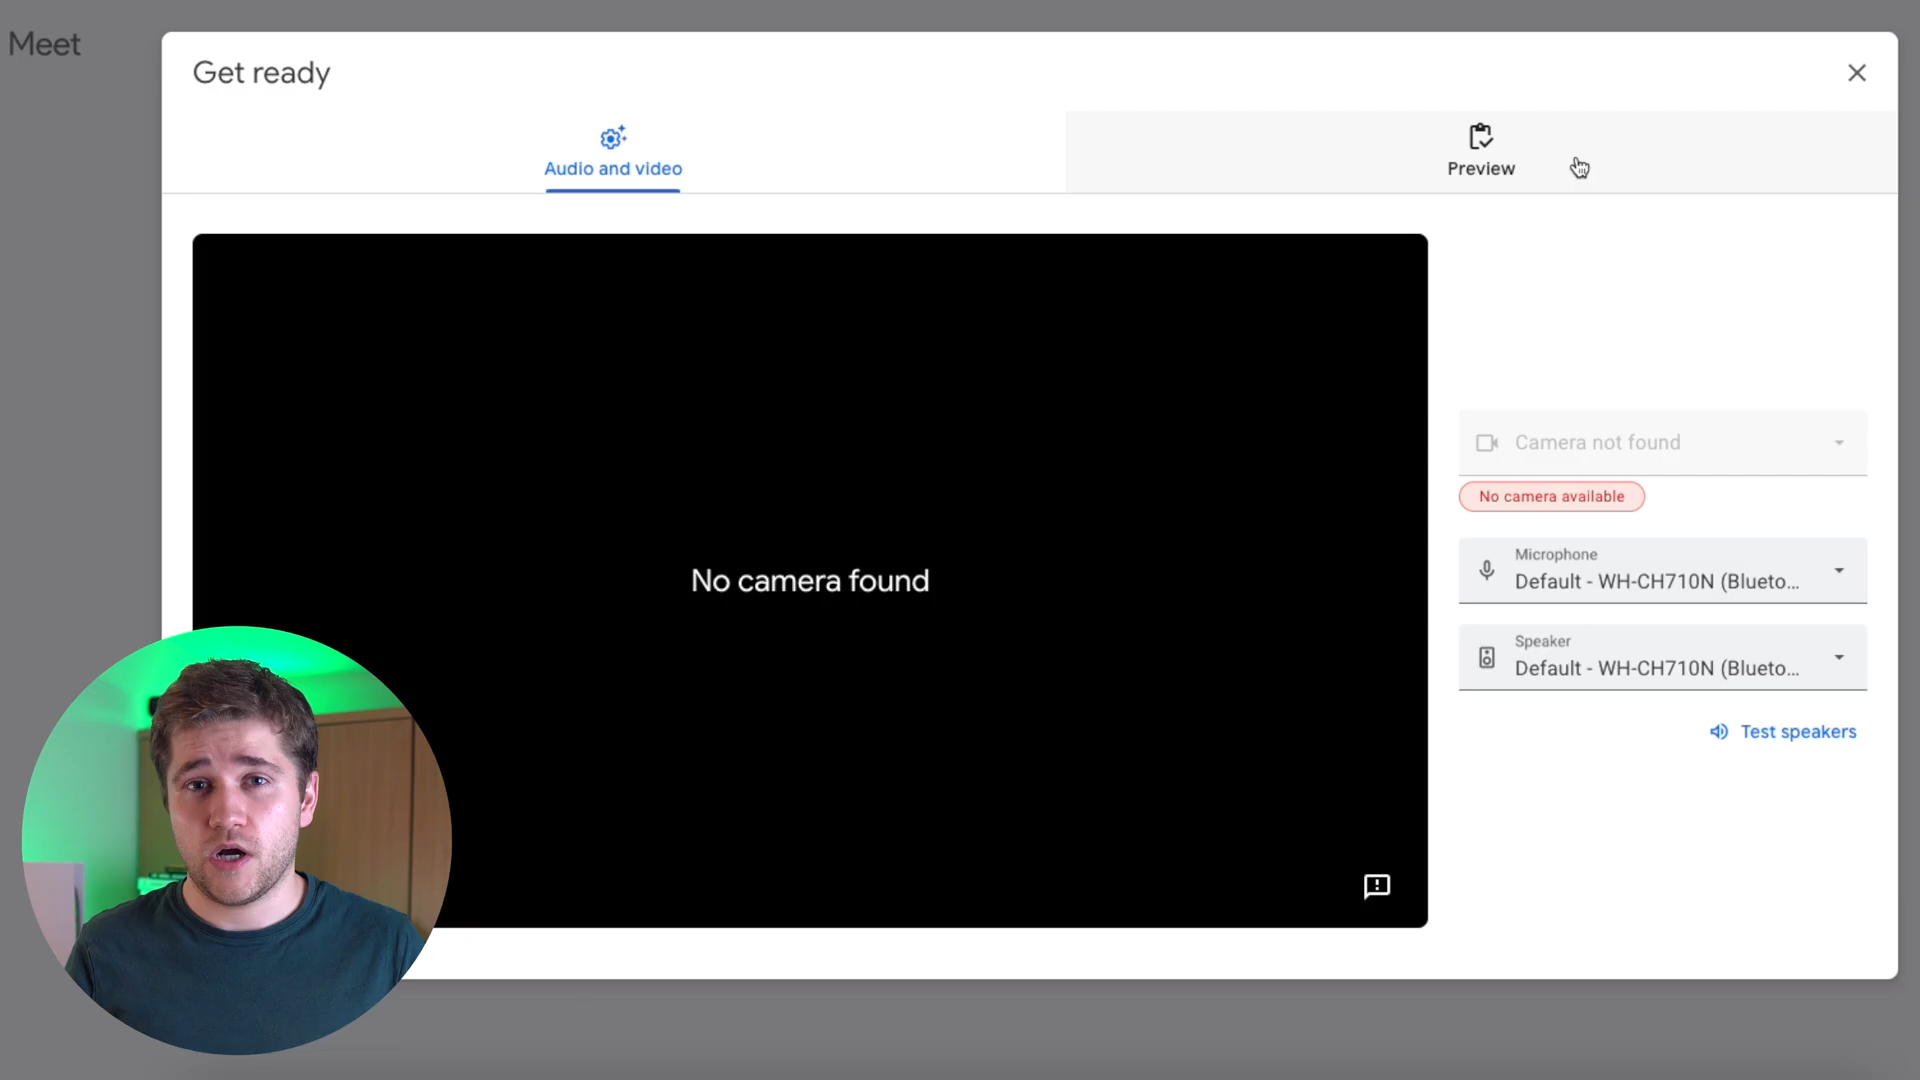 Meet
Get ready
Audio and video
Preview
No camera found
Camera not found
No camera available
Microphone
Default - WH-CH710N (Blueto...
Speaker
Default - WH-CH710N (Blueto...
Test speakers